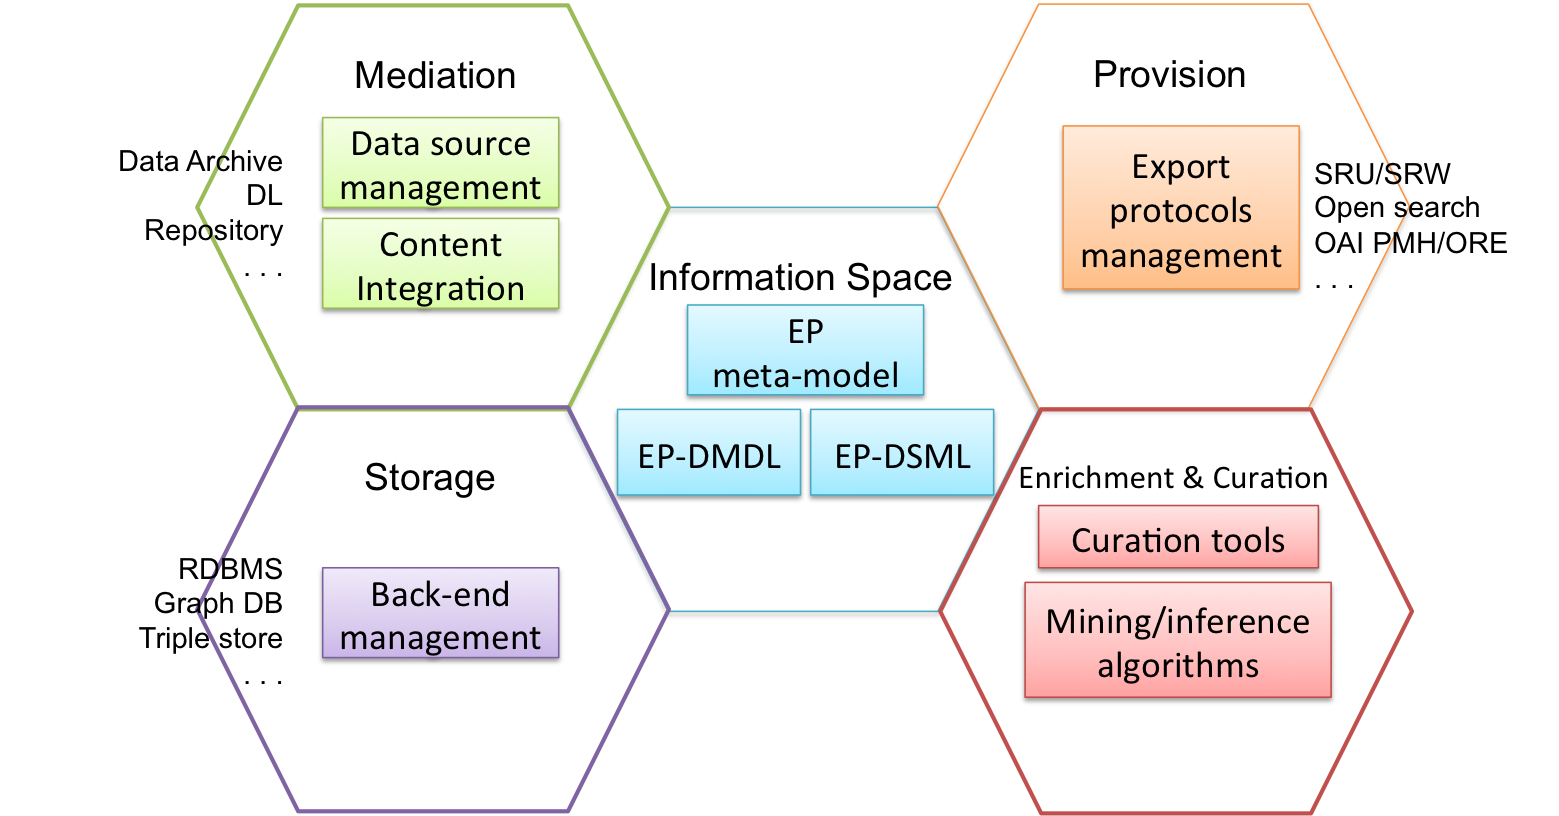 Mediation
Data source
management
Content
Integration
Data Archive
DL
Repository
. . .
Provision
Export
protocols
management
SRU/SRW
Open search
OAI PMH/ORE
. . .
Information Space
EP
meta-model
EP-DMDL
EP-DSML
Storage
Back-end
management
RDBMS
Graph DB
Triple store
. . .
Enrichment & Curation
Curation tools
Mining/inference
algorithms